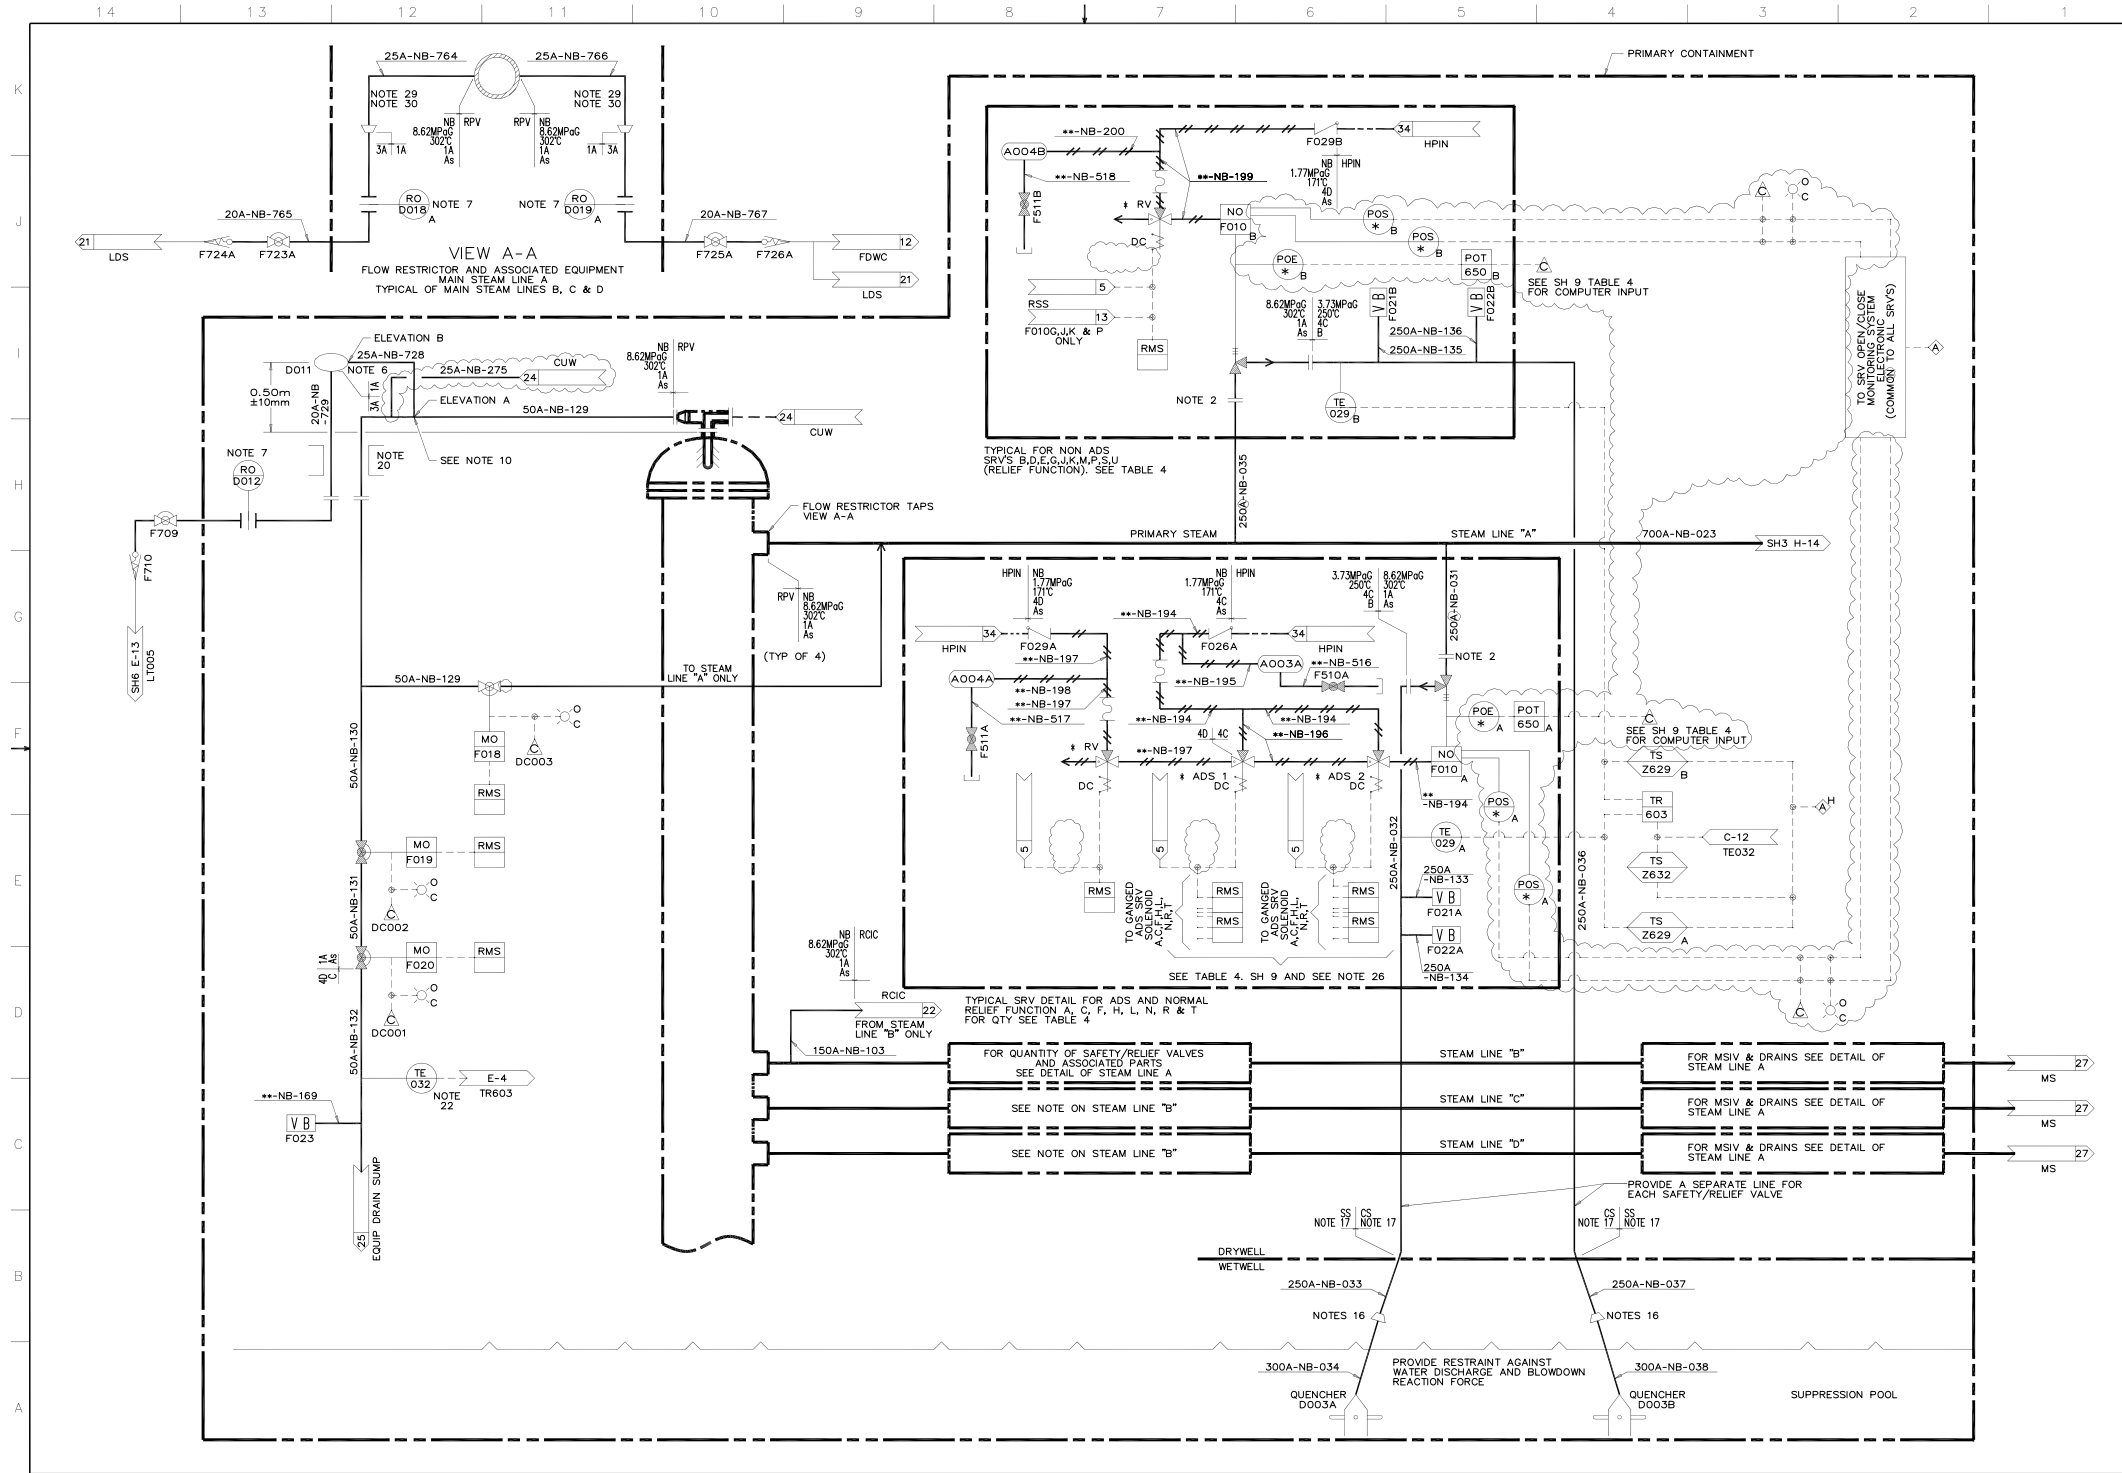 14 13 12 11 10 9 8 7 6 5 4 3 2 1
K
J
I
H
G
F
E
D
C
B
A
25A-NB-764
25A-NB-766
NOTE 29
NOTE 30
NOTE 29
NOTE 30
NB RPV
8.62MPaG
302℃
1A
As
RPV NB
8.62MPaG
302℃
1A
As
3A 1A
1A 3A
RO
D018
A
NOTE 7
NOTE 7
RO
D019
A
20A-NB-765
20A-NB-767
21
LDS
F724A
F723A
F725A
F726A
12
FDWC
21
LDS
VIEW A-A
FLOW RESTRICTOR AND ASSOCIATED EQUIPMENT
MAIN STEAM LINE A
TYPICAL OF MAIN STEAM LINES B, C & D
ELEVATION B
25A-NB-728
D011
NOTE 6
0.50m
±10mm
3A 1A
20A-NB
-729
25A-NB-275
CUW
24
ELEVATION A
50A-NB-129
NB RPV
8.62MPaG
302℃
1A
As
24
CUW
NOTE 7
RO
D012
NOTE
20
SEE NOTE 10
F709
F710
SH6 E-13
LT005
FLOW RESTRICTOR TAPS
VIEW A-A
RPV NB
8.62MPaG
302℃
1A
As
(TYP OF 4)
50A-NB-129
TO STEAM
LINE "A" ONLY
50A-NB-130
MO
F018
RMS
O
C
C
DC003
MO
F019
RMS
O
C
C
DC002
50A-NB-131
4D 1A
C As
MO
F020
RMS
O
C
C
DC001
50A-NB-132
TE
032
NOTE
22
E-4
TR603
**-NB-169
V B
F023
25
EQUIP DRAIN SUMP
PRIMARY CONTAINMENT
**-NB-200
A004B
**-NB-518
F511B
**-NB-199
F029B
34
HPIN
NB HPIN
1.77MPaG
171℃
4D
As
* RV
DC
NO
F010
B
POS
*
B
POS
*
B
POE
*
B
POT
650
B
C
SEE SH 9 TABLE 4
FOR COMPUTER INPUT
C
O
C
5
RSS
13
F010G,J,K & P
ONLY
RMS
8.62MPaG 3.73MPaG
302℃ 250℃
1A 4C
As B
V B
F021B
V B
F022B
250A-NB-136
250A-NB-135
NOTE 2
TE
029
B
TO SRV OPEN/CLOSE
MONITORING SYSTEM
ELECTRONIC
(COMMON TO ALL SRV'S)
A
TYPICAL FOR NON ADS
SRV'S B,D,E,G,J,K,M,P,S,U
(RELIEF FUNCTION). SEE TABLE 4
250A-NB-035
PRIMARY STEAM
STEAM LINE "A"
700A-NB-023
SH3 H-14
HPIN NB
1.77MPaG
171℃
4D
As
NB HPIN
1.77MPaG
171℃
4C
As
3.73MPaG 8.62MPaG
250℃ 302℃
4C 1A
B As
250A-NB-031
34
HPIN
F029A
**-NB-194
F026A
34
HPIN
**-NB-197
A003A
**-NB-516
F510A
**-NB-195
A004A
**-NB-198
**-NB-197
**-NB-517
F511A
**-NB-194
**-NB-194
**-NB-196
4D 4C
**-NB-197
* RV
* ADS 1
* ADS 2
DC
DC
DC
NOTE 2
NO
F010
A
POE
*
A
POT
650
A
C
SEE SH 9 TABLE 4
FOR COMPUTER INPUT
**
-NB-194
POS
*
A
POS
*
A
TE
029
A
250A-NB-032
250A
-NB-133
V B
F021A
V B
F022A
250A
-NB-134
5
5
5
RMS
TO GANGED
ADS SRV
SOLENOID
A,C,F,H,L,
N,R,T
RMS
RMS
TO GANGED
ADS SRV
SOLENOID
A,C,F,H,L,
N,R,T
RMS
RMS
SEE TABLE 4. SH 9 AND SEE NOTE 26
TS
Z629
B
TR
603
A
H
C-12
TE032
TS
Z632
TS
Z629
A
250A-NB-036
C
O
C
NB RCIC
8.62MPaG
302℃
1A
As
RCIC
22
FROM STEAM
LINE "B" ONLY
150A-NB-103
TYPICAL SRV DETAIL FOR ADS AND NORMAL
RELIEF FUNCTION A, C, F, H, L, N, R & T
FOR QTY SEE TABLE 4
FOR QUANTITY OF SAFETY/RELIEF VALVES
AND ASSOCIATED PARTS
SEE DETAIL OF STEAM LINE A
STEAM LINE "B"
FOR MSIV & DRAINS SEE DETAIL OF
STEAM LINE A
27
MS
SEE NOTE ON STEAM LINE "B"
STEAM LINE "C"
FOR MSIV & DRAINS SEE DETAIL OF
STEAM LINE A
27
MS
SEE NOTE ON STEAM LINE "B"
STEAM LINE "D"
FOR MSIV & DRAINS SEE DETAIL OF
STEAM LINE A
27
MS
PROVIDE A SEPARATE LINE FOR
EACH SAFETY/RELIEF VALVE
SS CS
NOTE 17 NOTE 17
CS SS
NOTE 17 NOTE 17
DRYWELL
WETWELL
250A-NB-033
250A-NB-037
NOTES 16
NOTES 16
300A-NB-034
PROVIDE RESTRAINT AGAINST
WATER DISCHARGE AND BLOWDOWN
REACTION FORCE
300A-NB-038
QUENCHER
D003A
QUENCHER
D003B
SUPPRESSION POOL